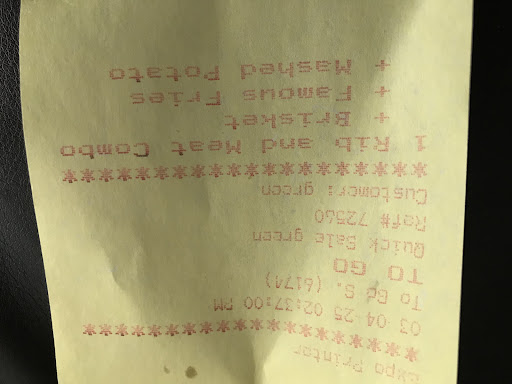 Expo Printer
*********************
03-04-25 02:37:00 PM
To S. (6174)
TO GO
Quick Sale green
Ref# 72560
Customer: green
**********************
1 Rib and Meat Combo
+ Brisket
+ Famous Fries
+ Mashed Potato